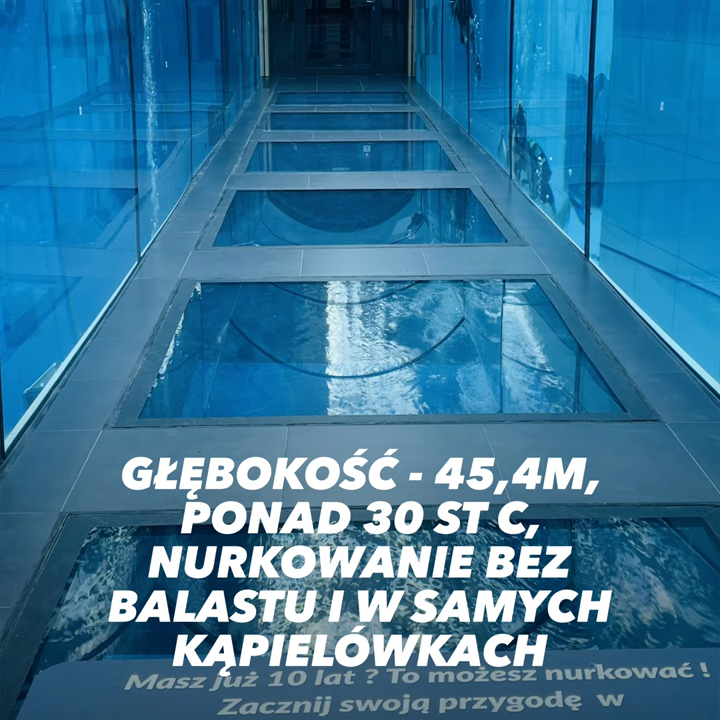 GŁĘBOKOŚĆ - 45,4M,
PONAD 30 ST C,
NURKOWANIE BEZ
BALASTU I W SAMYCH
KĄPIELÓWKACH
Masz już 10 lat ? To możesz nurkować !
Zacznij swoją przygodę w